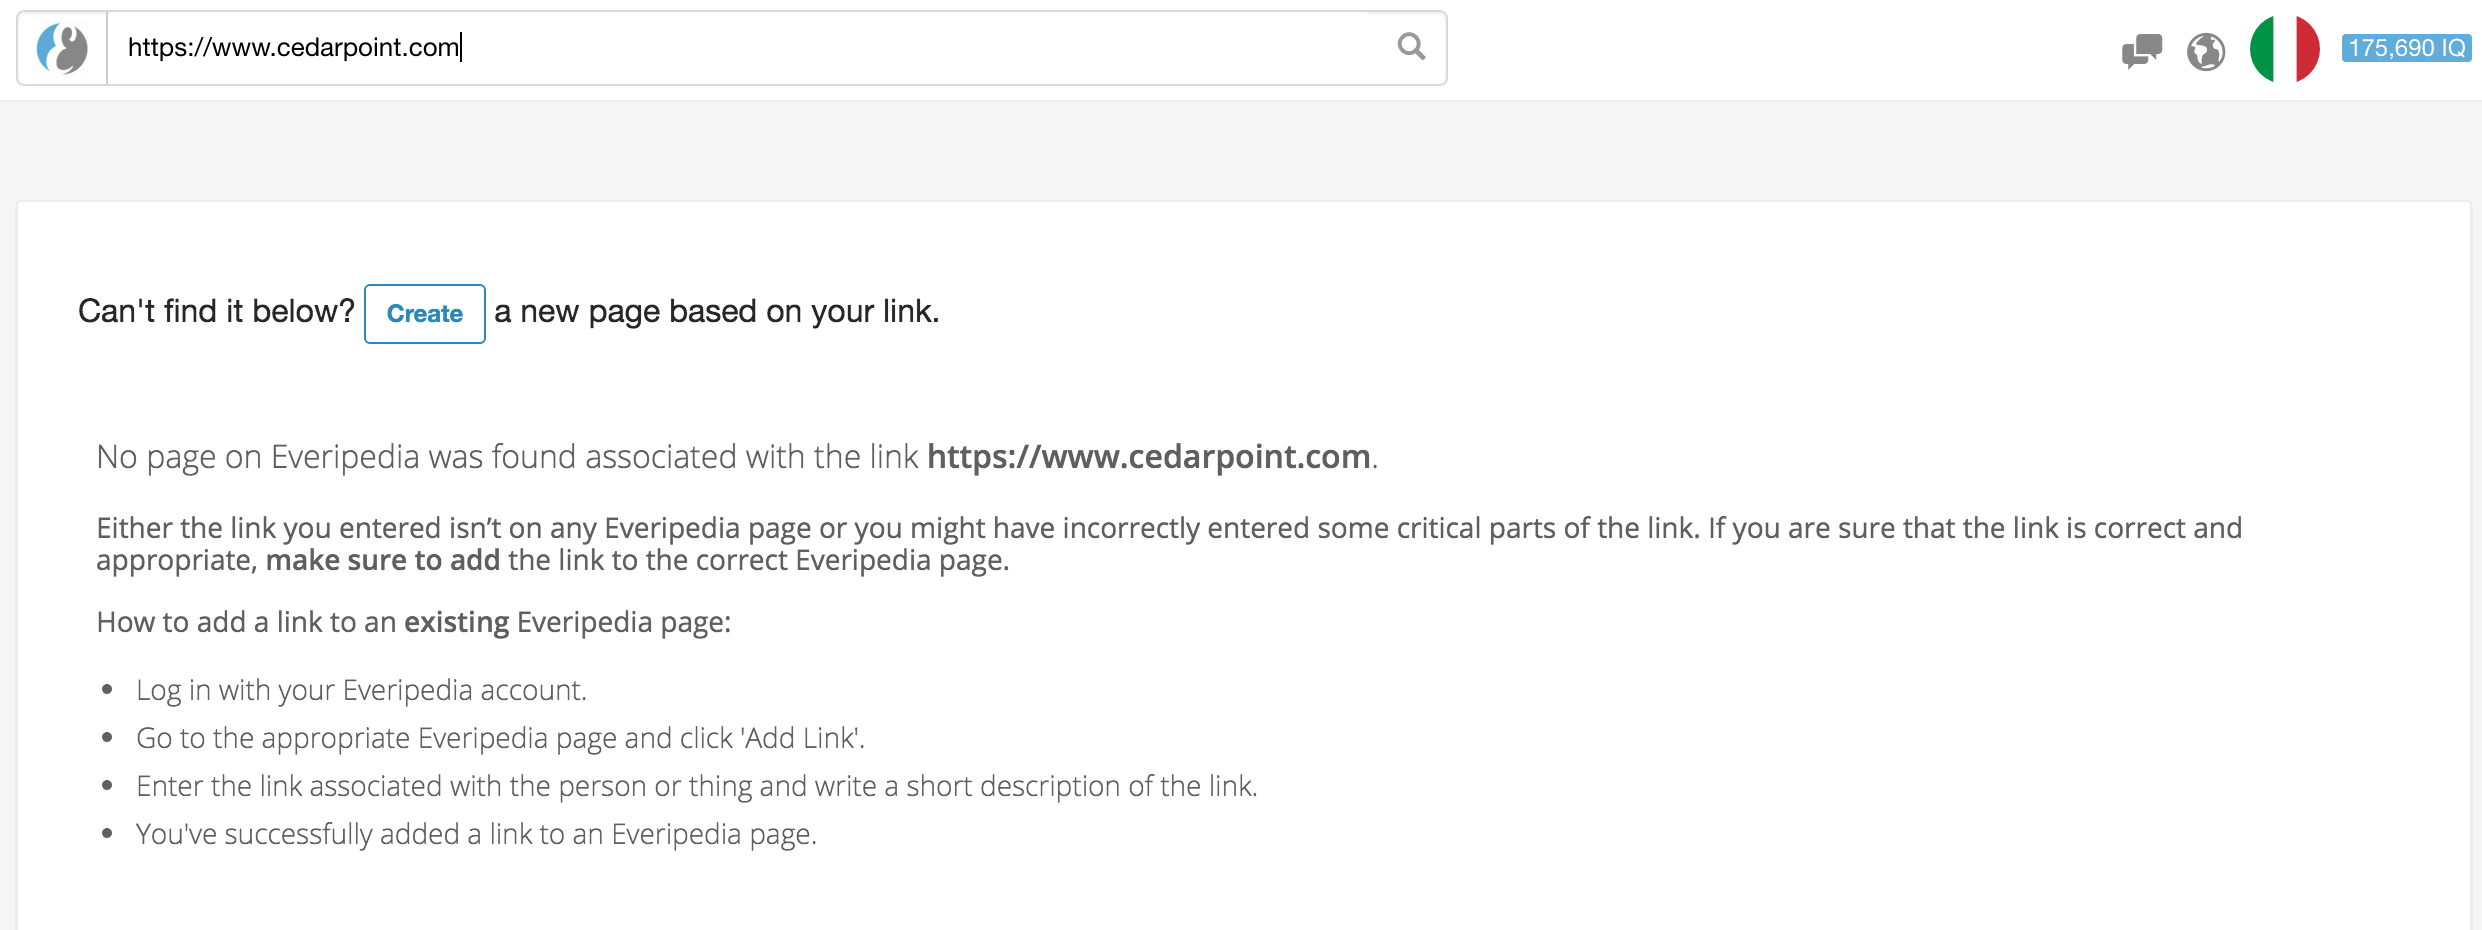 https://www.cedarpoint.com
175,690 IQ
Can't find it below? Create a new page based on your link.
No page on Everipedia was found associated with the link https://www.cedarpoint.com.
Either the link you entered isn’t on any Everipedia page or you might have incorrectly entered some critical parts of the link. If you are sure that the link is correct and
appropriate, make sure to add the link to the correct Everipedia page.
How to add a link to an existing Everipedia page:
• Log in with your Everipedia account.
• Go to the appropriate Everipedia page and click 'Add Link'.
• Enter the link associated with the person or thing and write a short description of the link.
• You've successfully added a link to an Everipedia page.